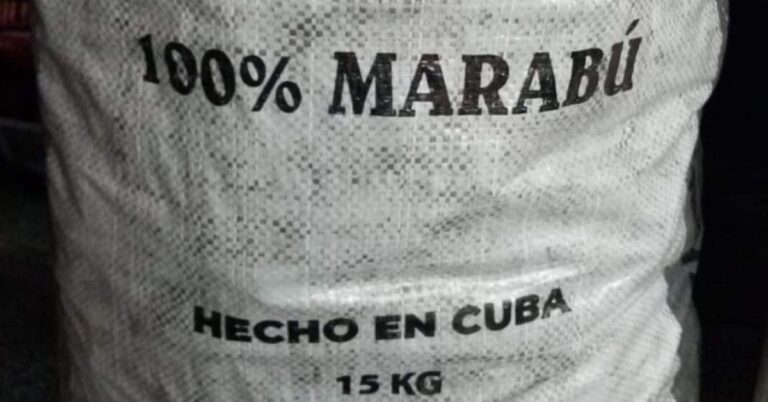 100% MARABÚ
HECHO EN CUBA
15 KG